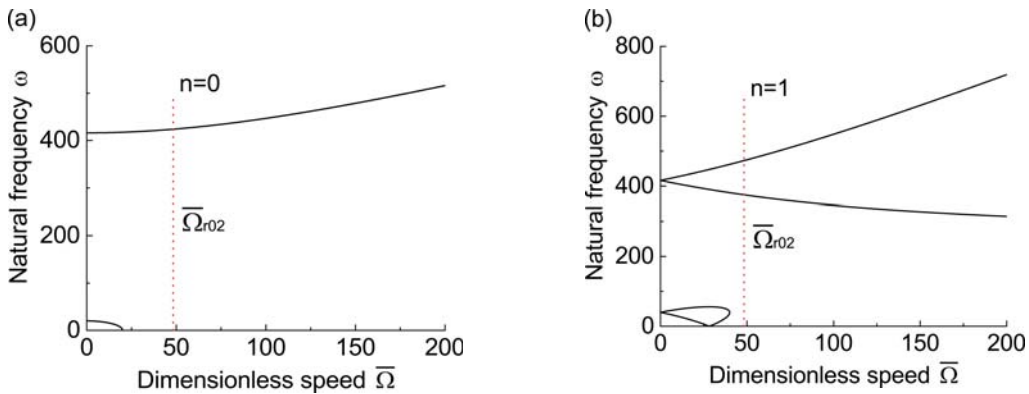 (a)
600
400
200
0
Natural frequency ω
n=0
Ω̅r02
0 50 100 150 200
Dimensionless speed Ω̅
(b)
800
600
400
200
0
Natural frequency ω
n=1
Ω̅r02
0 50 100 150 200
Dimensionless speed Ω̅